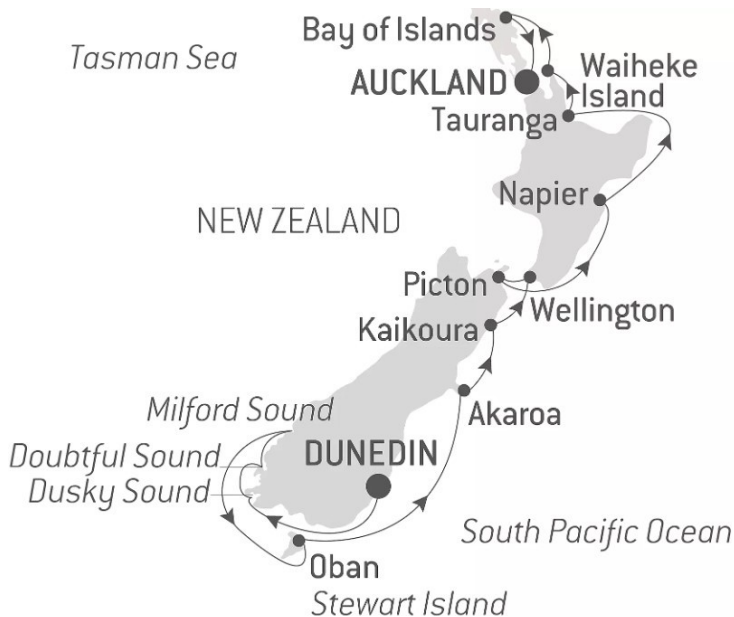 Bay of Islands
Tasman Sea
AUCKLAND
Waiheke
Island
Tauranga
Napier
NEW ZEALAND
Picton
Wellington
Kaikoura
Milford Sound
Akaroa
Doubtful Sound
DUNEDIN
Dusky Sound
South Pacific Ocean
Oban
Stewart Island